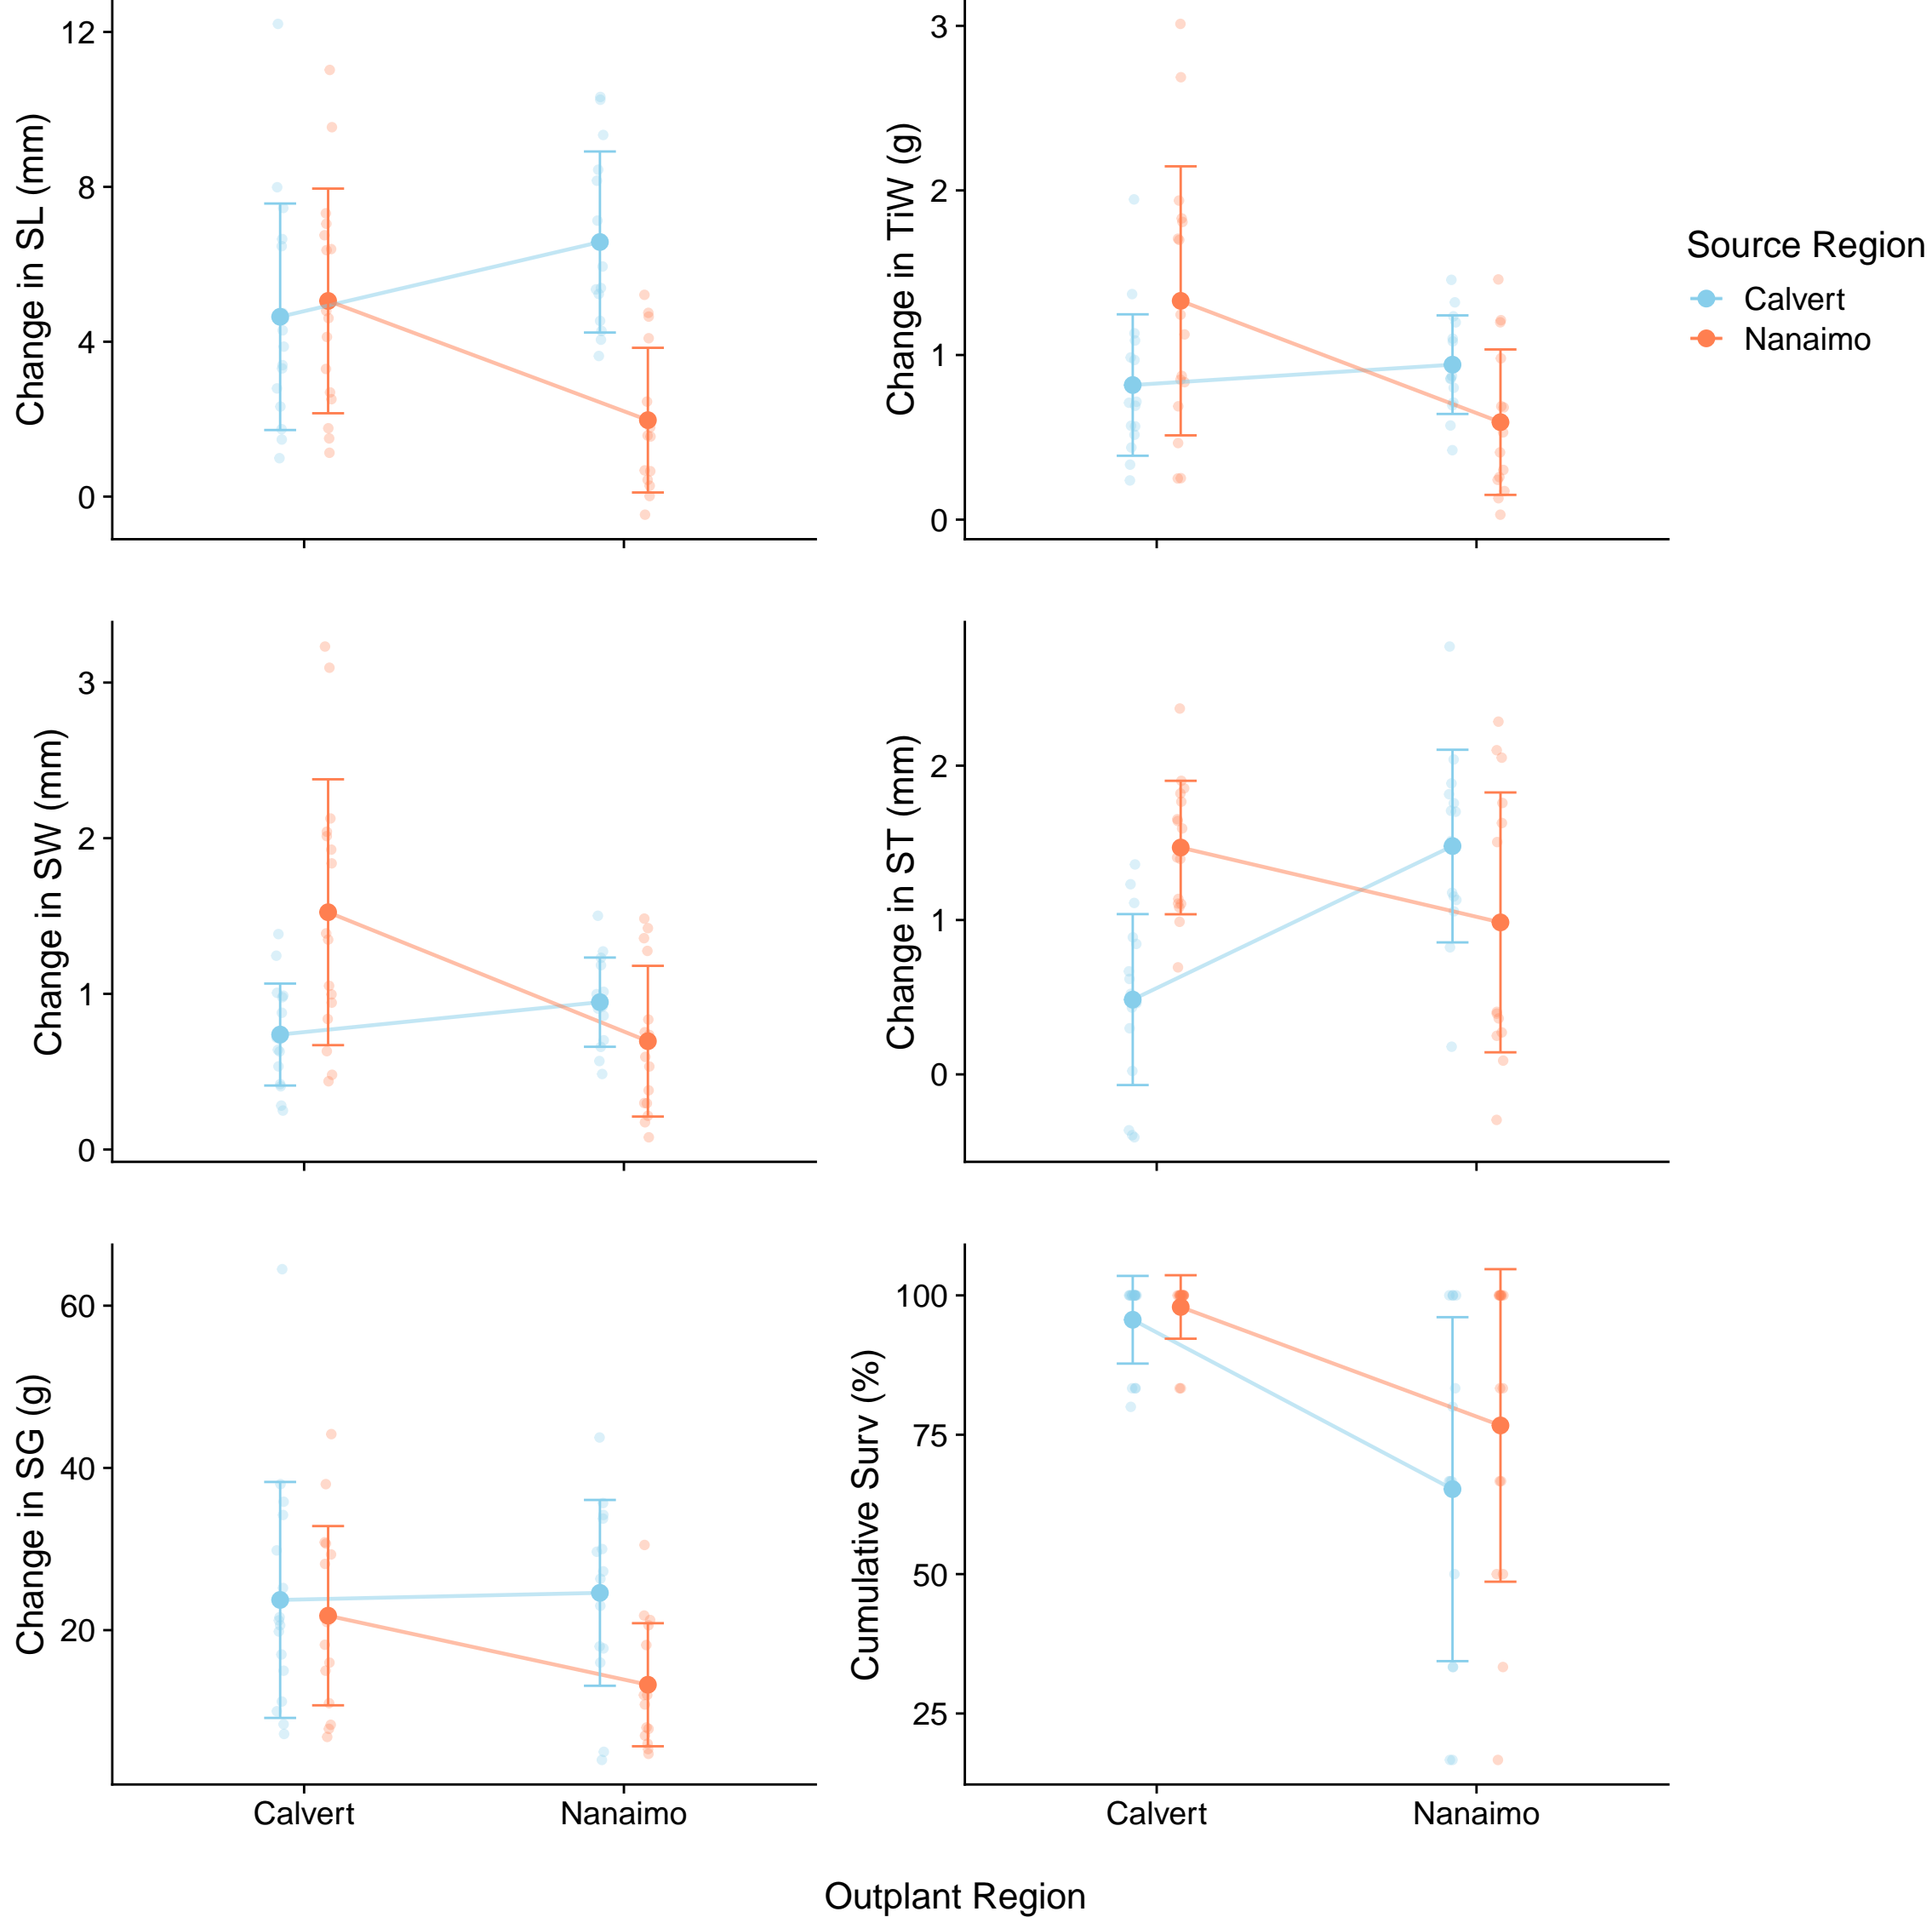 Change in SL (mm)
12
8
4
0
Change in TiW (g)
3
2
1
0
Source Region
Calvert
Nanaimo
Change in SW (mm)
3
2
1
0
Change in ST (mm)
2
1
0
Change in SG (g)
60
40
20
Calvert
Nanaimo
Cumulative Surv (%)
100
75
50
25
Calvert
Nanaimo
Outplant Region